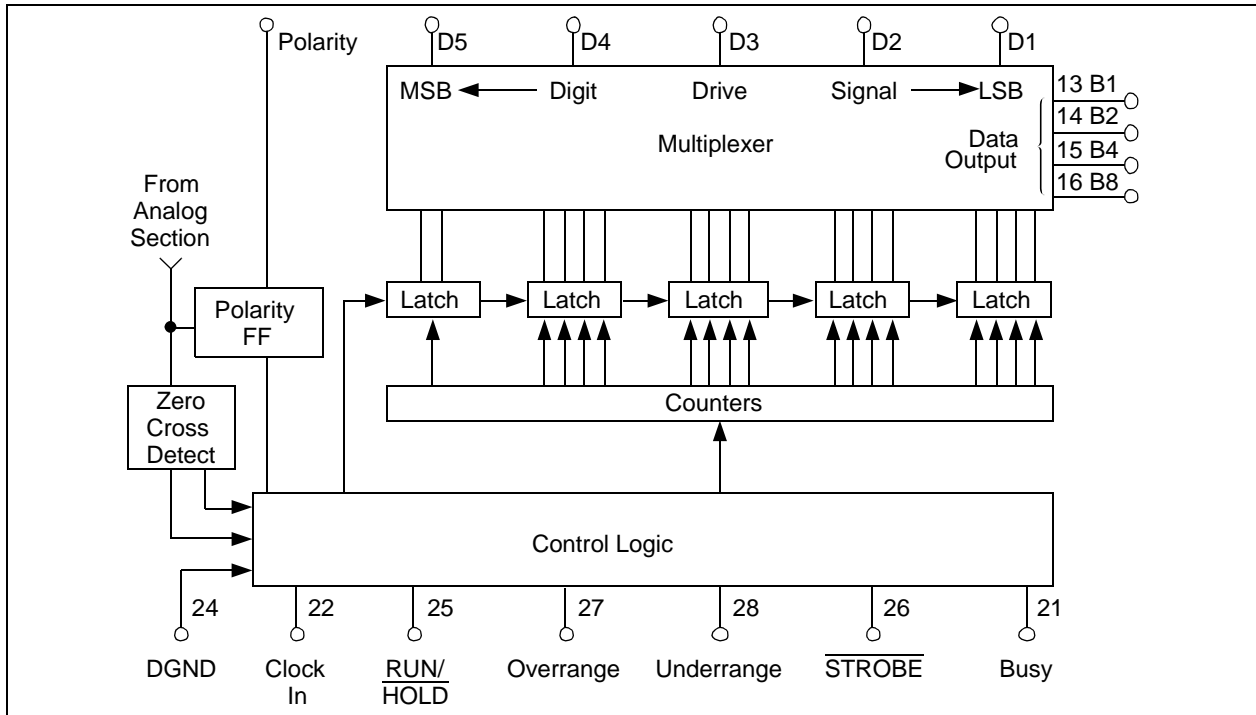 Polarity
D5
D4
D3
D2
D1
MSB
Digit
Drive
Signal
LSB
13 B1
14 B2
15 B4
16 B8
Data
Output
Multiplexer
From
Analog
Section
Latch
Latch
Latch
Latch
Latch
Polarity
FF
Zero
Cross
Detect
Counters
Control Logic
24
22
25
27
28
26
21
DGND
Clock
In
RUN/
HOLD
Overrange
Underrange
STROBE
Busy